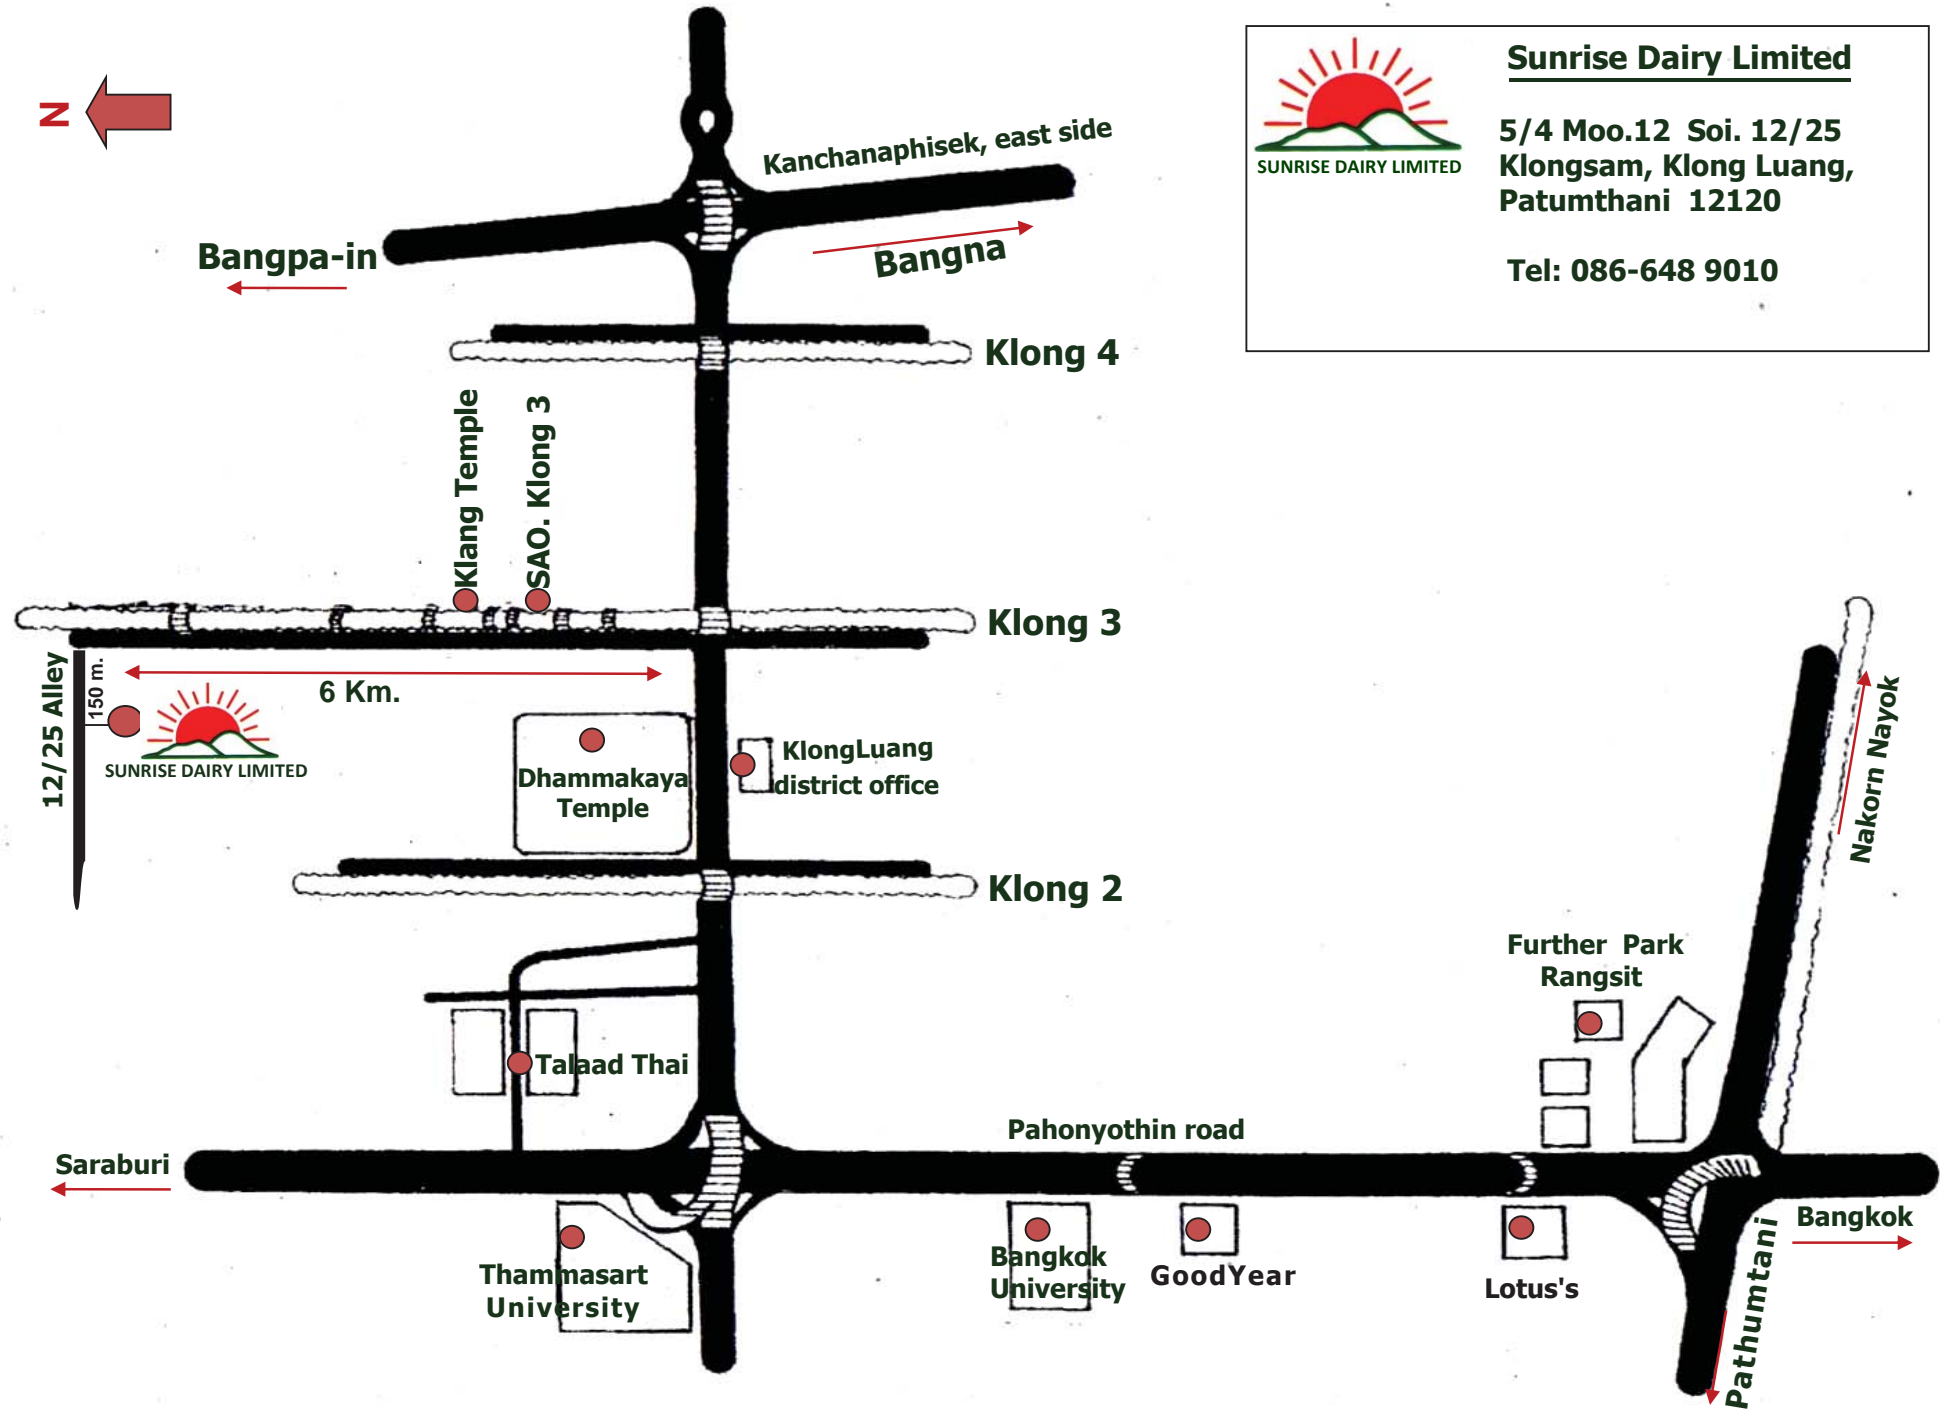 N
Sunrise Dairy Limited
SUNRISE DAIRY LIMITED
5/4 Moo.12 Soi. 12/25
Klongsam, Klong Luang,
Patumthani 12120
Tel: 086-648 9010
Kanchanaphisek, east side
Bangpa-in
Bangna
Klong 4
Klang Temple
SAO. Klong 3
Klong 3
12/25 Alley
150 m.
6 Km.
SUNRISE DAIRY LIMITED
Dhammakaya
Temple
KlongLuang
district office
Nakorn Nayok
Klong 2
Further Park
Rangsit
Talaad Thai
Pahonyothin road
Saraburi
Bangkok
Pathumtani
Thammasart
University
Bangkok
University
GoodYear
Lotus's